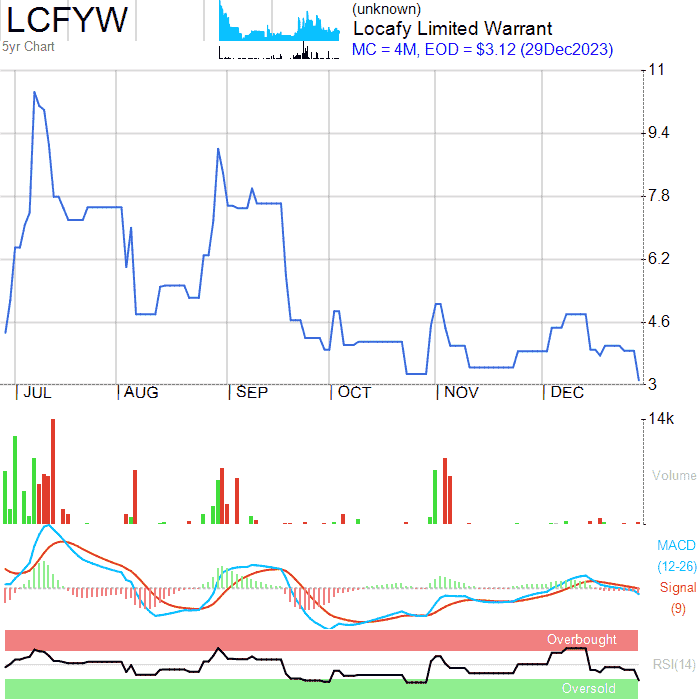 LCFYW
5yr Chart
(unknown)
Locafy Limited Warrant
MC = 4M, EOD = $3.12 (29Dec2023)
11
9.4
7.8
6.2
4.6
3
JUL AUG SEP OCT NOV DEC
14k
Volume
MACD
(12-26)
Signal
(9)
Overbought
RSI(14)
Oversold